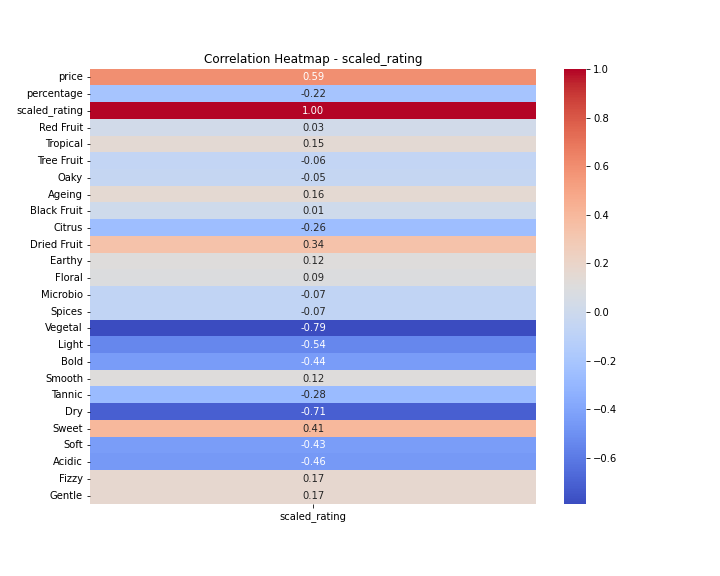 Correlation Heatmap - scaled_rating
price 0.59
percentage -0.22
scaled_rating 1.00
Red Fruit 0.03
Tropical 0.15
Tree Fruit -0.06
Oaky -0.05
Ageing 0.16
Black Fruit 0.01
Citrus -0.26
Dried Fruit 0.34
Earthy 0.12
Floral 0.09
Microbio -0.07
Spices -0.07
Vegetal -0.79
Light -0.54
Bold -0.44
Smooth 0.12
Tannic -0.28
Dry -0.71
Sweet 0.41
Soft -0.43
Acidic -0.46
Fizzy 0.17
Gentle 0.17
scaled_rating
1.0
0.8
0.6
0.4
0.2
0.0
−0.2
−0.4
−0.6